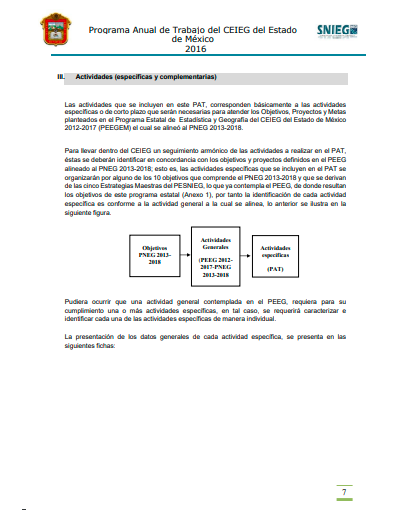 Programa Anual de Trabajo del CEIEG del Estado
de México
2016
SNIEG
III. Actividades (específicas y complementarias)
Las actividades que se incluyen en este PAT, corresponden básicamente a las actividades
específicas o de corto plazo que serán necesarias para atender los Objetivos, Proyectos y Metas
planteados en el Programa Estatal de Estadística y Geografía del CEIEG del Estado de México
2012-2017 (PEEGEM) el cual se alineó al PNEG 2013-2018.
Para llevar dentro del CEIEG un seguimiento armónico de las actividades a realizar en el PAT,
éstas se deberán identificar en concordancia con los objetivos y proyectos definidos en el PEEG
alineado al PNEG 2013-2018; esto es, las actividades específicas que se incluyen en el PAT se
organizarán por alguno de los 10 objetivos que comprende el PNEG 2013-2018 y que se derivan
de las cinco Estrategias Maestras del PESNIEG, lo que ya contempla el PEEG, de donde resultan
los objetivos de este programa estatal (Anexo 1), por tanto la identificación de cada actividad
específica es conforme a la actividad general a la cual se alinea, lo anterior se ilustra en la
siguiente figura.
Objetivos
PNEG 2013-
2018
Actividades
Generales
(PEEG 2012-
2017-PNEG
2013-2018
Actividades
específicas
(PAT)
Pudiera ocurrir que una actividad general contemplada en el PEEG, requiera para su
cumplimiento una o más actividades específicas, en tal caso, se requerirá caracterizar e
identificar cada una de las actividades específicas de manera individual.
La presentación de los datos generales de cada actividad específica, se presenta en las
siguientes fichas:
7